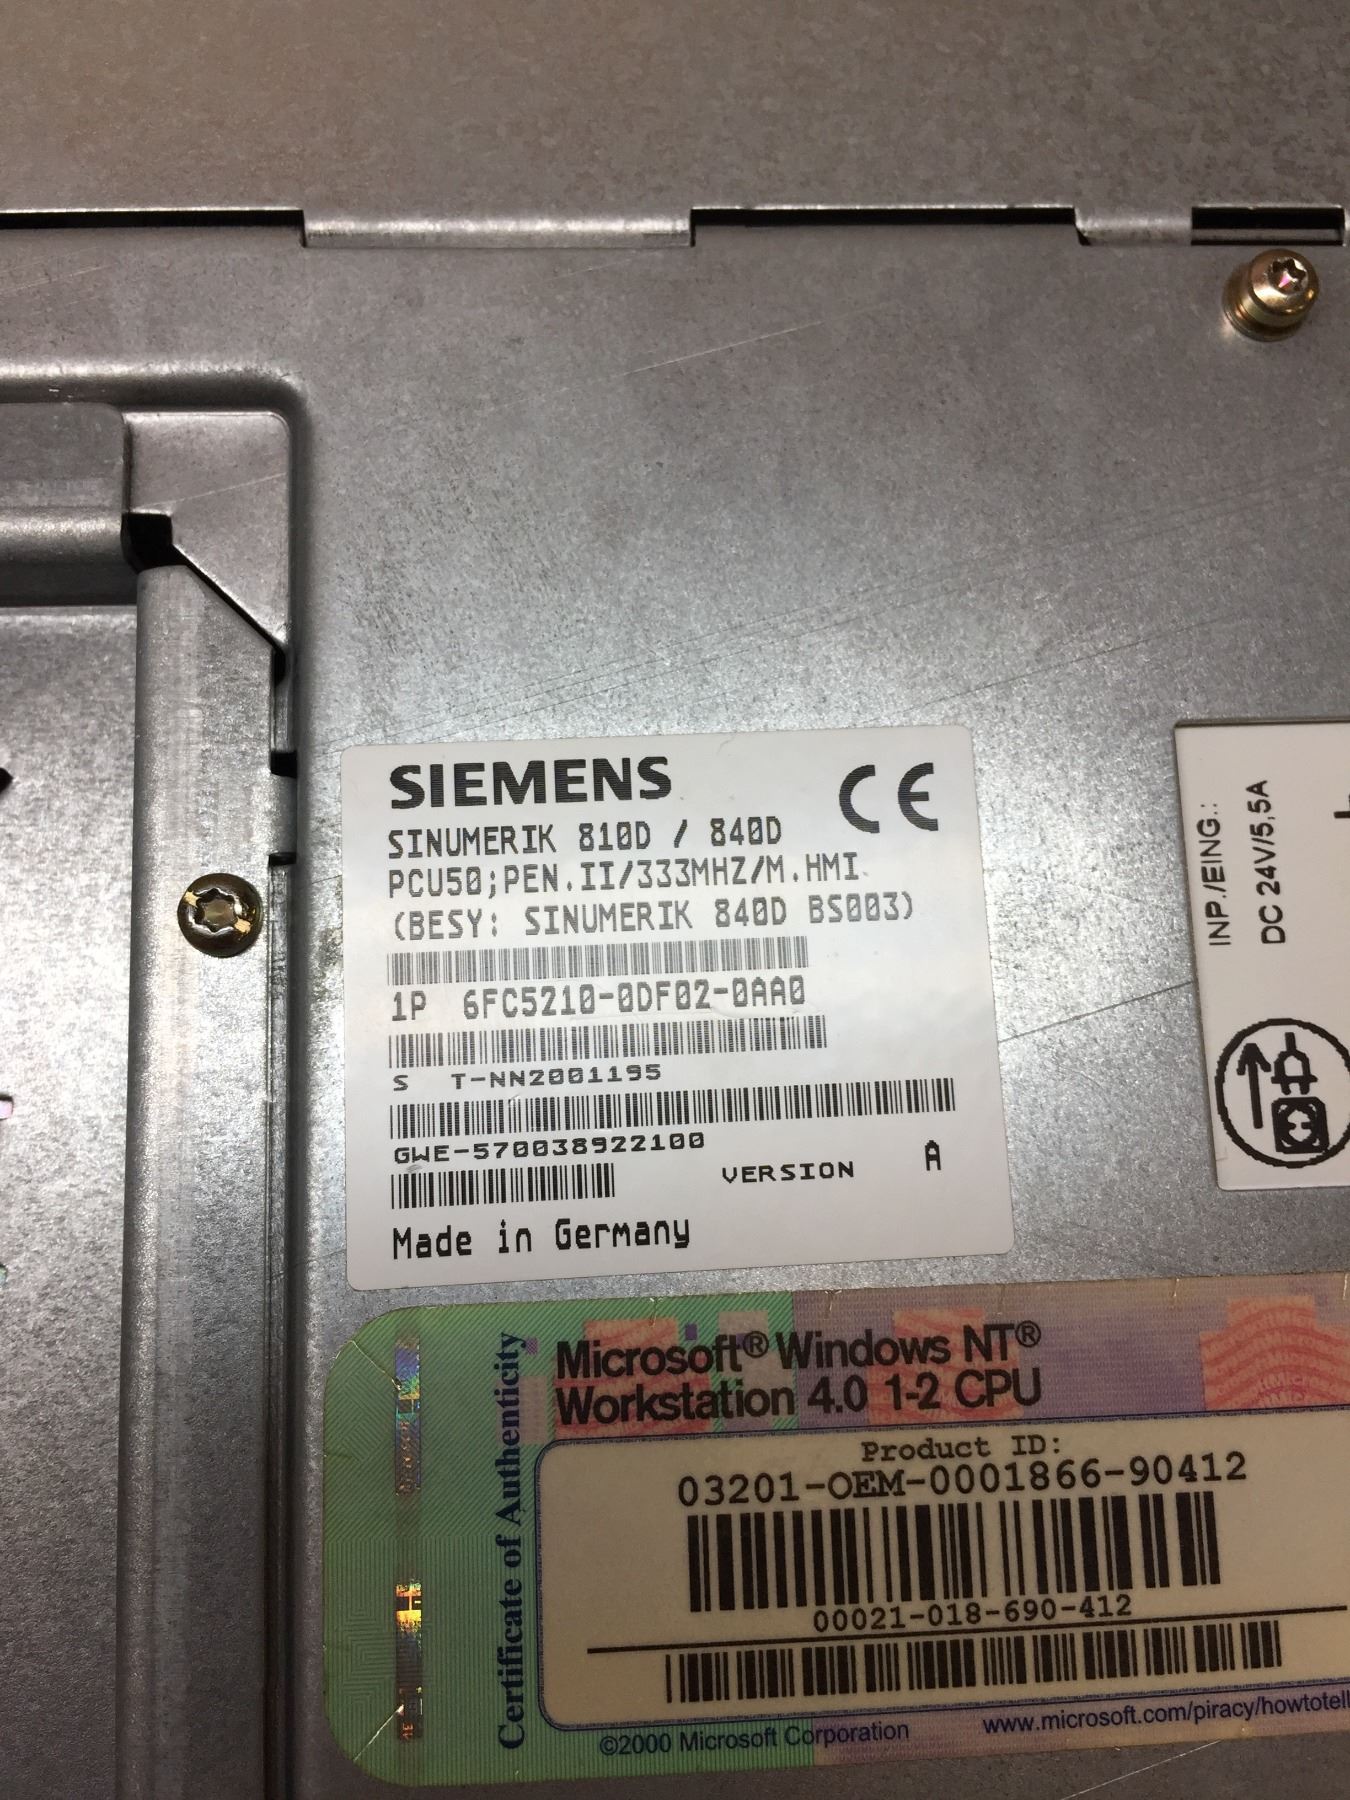 SIEMENS
CE
SINUMERIK 810D / 840D
PCU50;PEN.II/333MHZ/M.HMI
(BESY: SINUMERIK 840D BS003)
1P 6FC5210-0DF02-0AA0
S T-NN2001195
GWE-570038922100
VERSION A
Made in Germany
INP./EING.:
DC 24V/5,5A
Certificate of Authenticity
Microsoft® Windows NT®
Workstation 4.0 1-2 CPU
Product ID:
03201-OEM-0001866-90412
00021-018-690-412
©2000 Microsoft Corporation
www.microsoft.com/piracy/howtotell